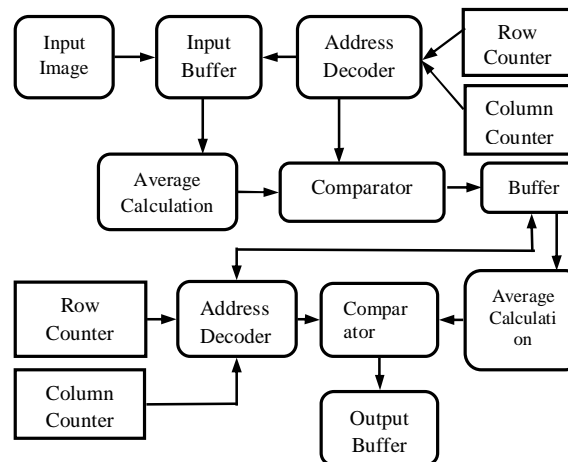 Input
Image
Input
Buffer
Address
Decoder
Row
Counter
Column
Counter
Average
Calculation
Comparator
Buffer
Row
Counter
Address
Decoder
Compar
ator
Average
Calculati
on
Column
Counter
Output
Buffer